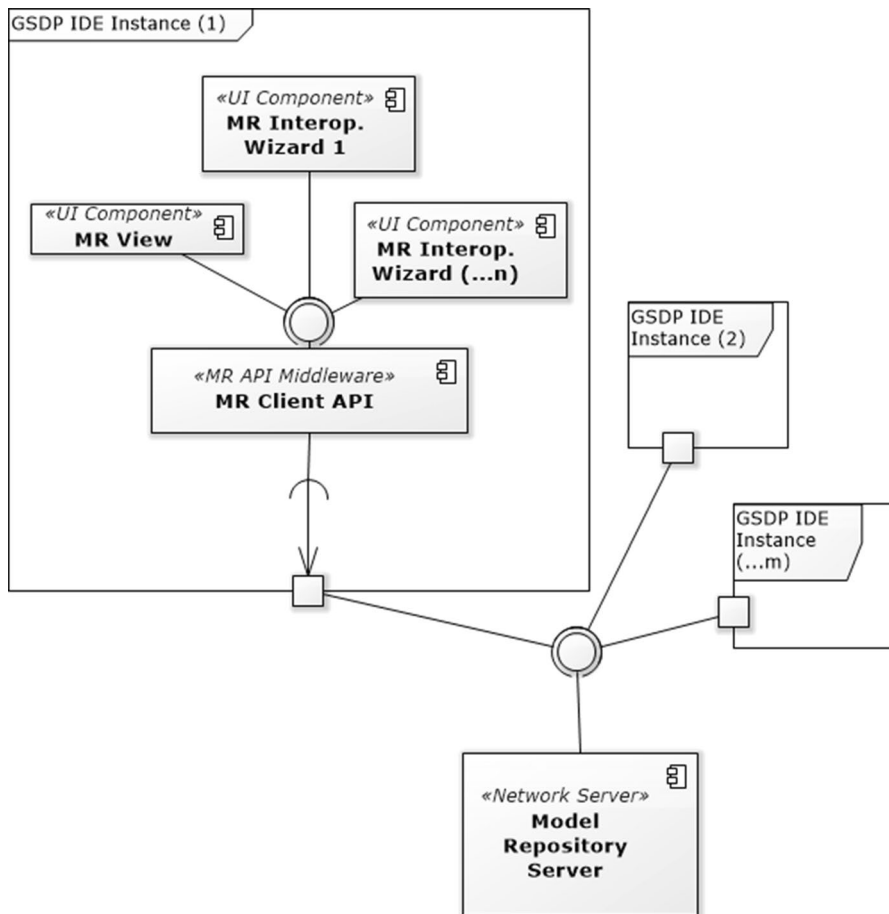 GSDP IDE Instance (1)
«UI Component»
MR Interop.
Wizard 1
«UI Component»
MR View
«UI Component»
MR Interop.
Wizard (...n)
«MR API Middleware»
MR Client API
GSDP IDE
Instance (2)
GSDP IDE
Instance
(...m)
«Network Server»
Model
Repository
Server